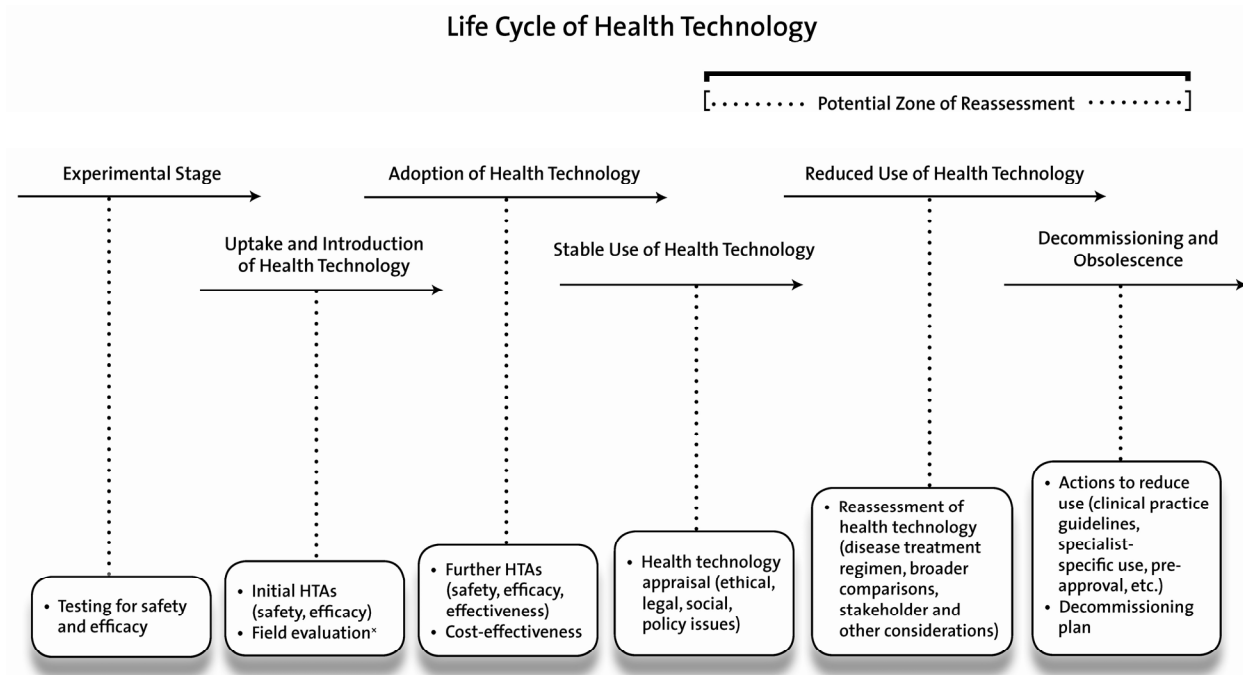 Life Cycle of Health Technology
Potential Zone of Reassessment
Experimental Stage
Adoption of Health Technology
Reduced Use of Health Technology
Uptake and Introduction
of Health Technology
Stable Use of Health Technology
Decommissioning and
Obsolescence
• Testing for safety
and efficacy
• Initial HTAs
(safety, efficacy)
• Field evaluation×
• Further HTAs
(safety, efficacy,
effectiveness)
• Cost-effectiveness
• Health technology
appraisal (ethical,
legal, social,
policy issues)
• Reassessment of
health technology
(disease treatment
regimen, broader
comparisons,
stakeholder and
other considerations)
• Actions to reduce
use (clinical practice
guidelines,
specialist-
specific use, pre-
approval, etc.)
• Decommissioning
plan